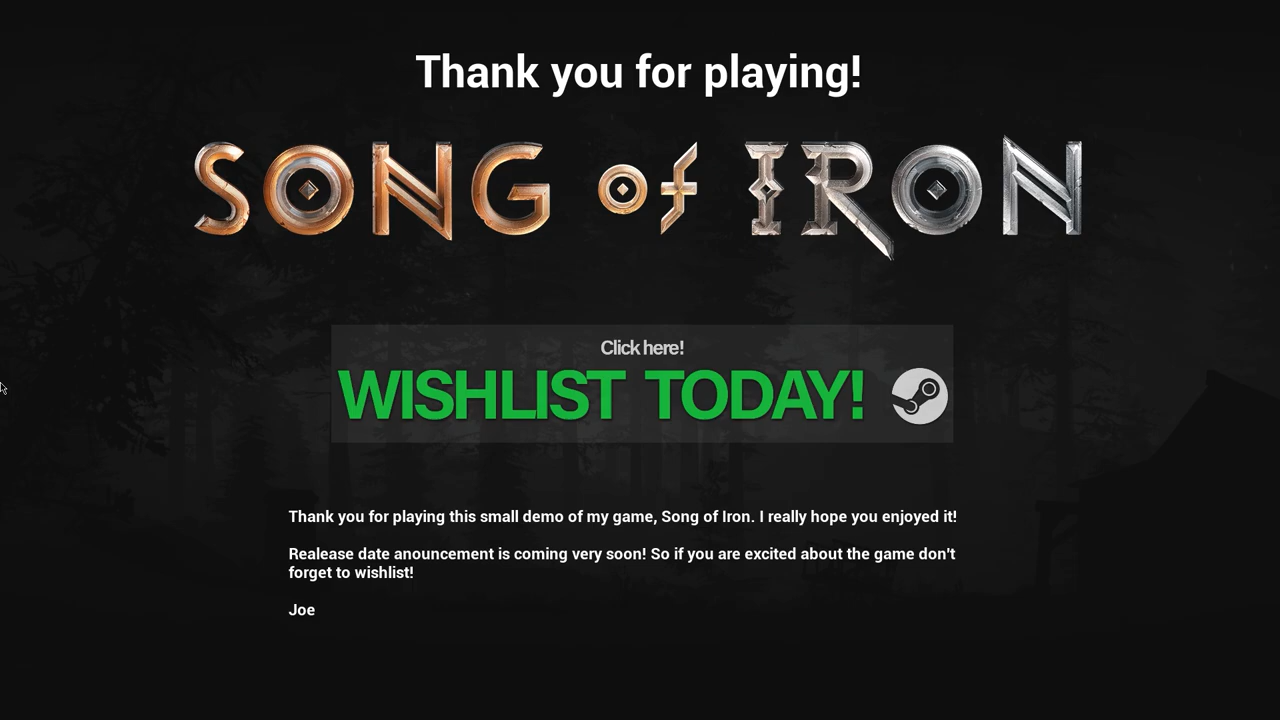 Thank you for playing!
SONG of IRON
Click here!
WISHLIST TODAY!
Thank you for playing this small demo of my game, Song of Iron. I really hope you enjoyed it!
Realease date anouncement is coming very soon! So if you are excited about the game don't
forget to wishlist!
Joe